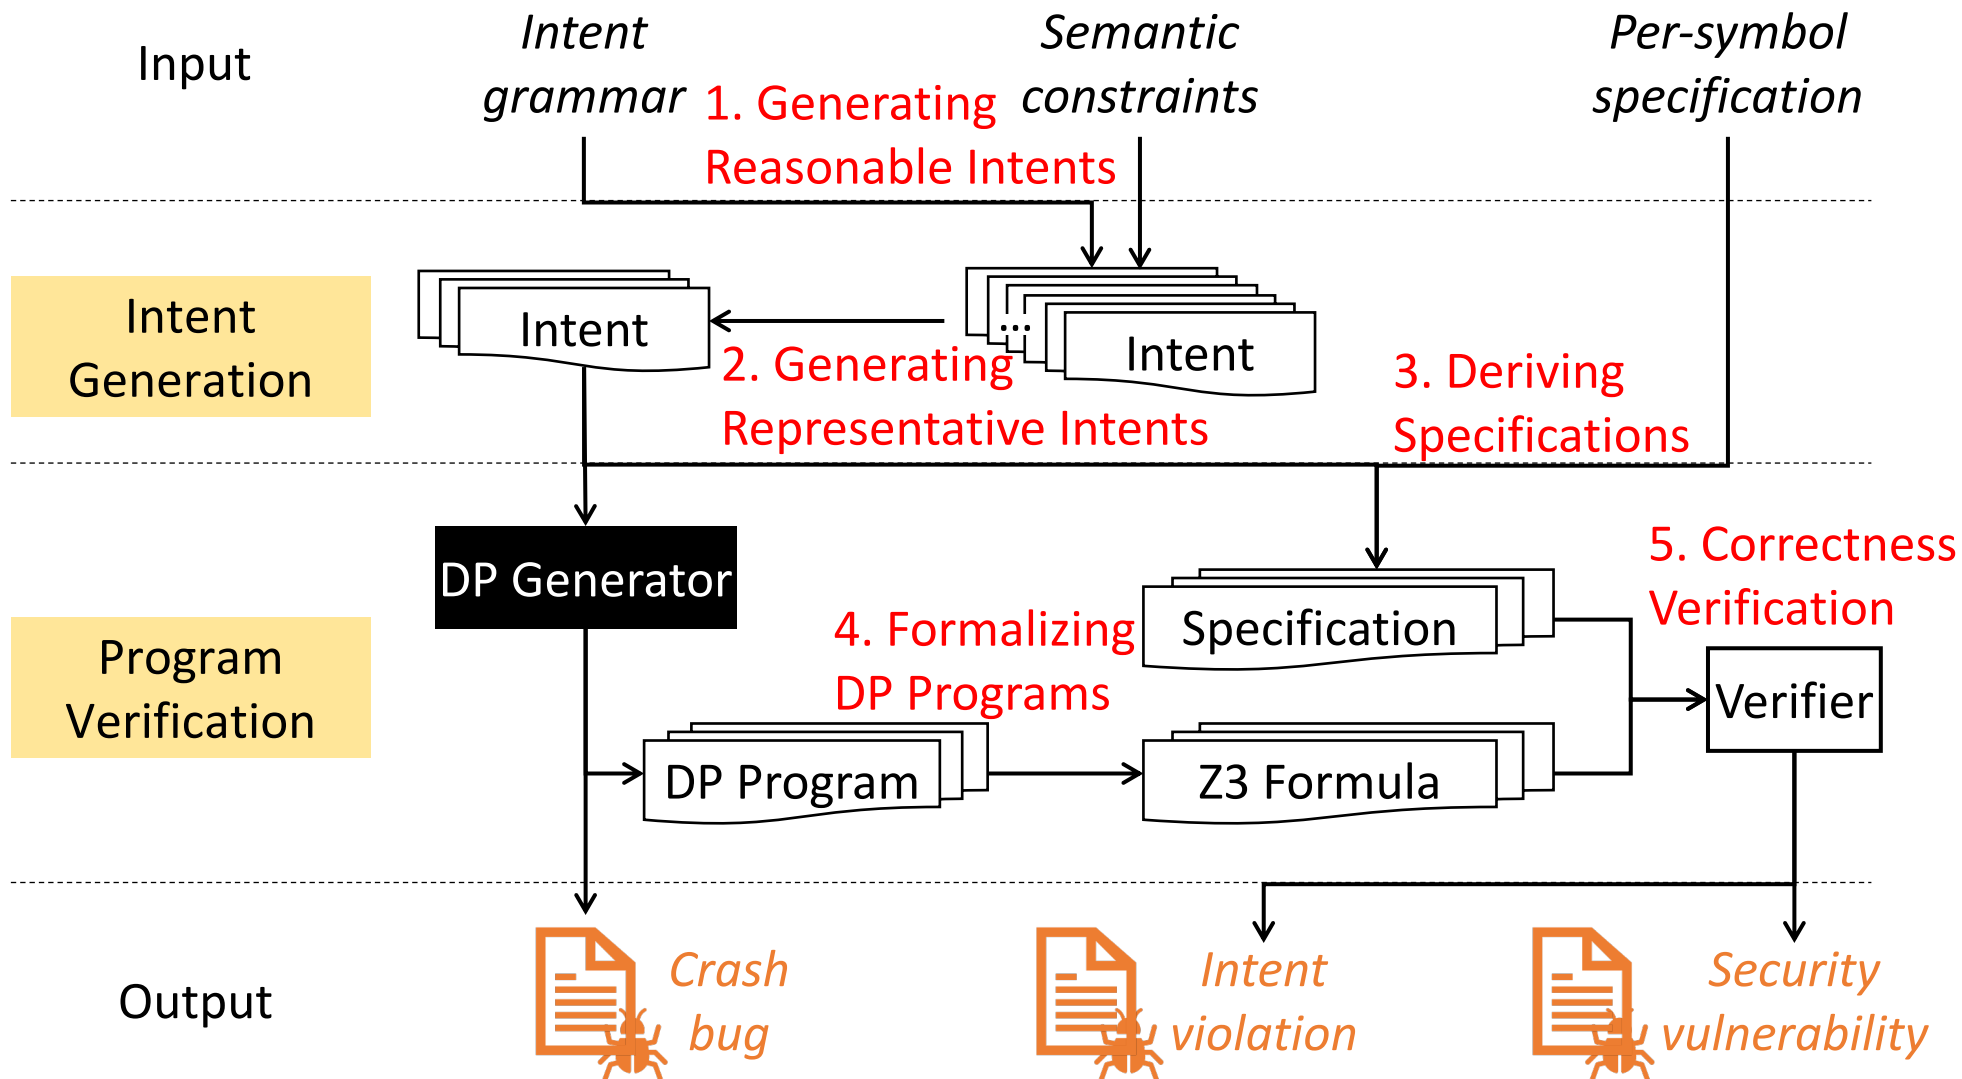 Input
Intent
grammar
Semantic
constraints
Per-symbol
specification
1. Generating
Reasonable Intents
Intent
Generation
Intent
...
Intent
2. Generating
Representative Intents
3. Deriving
Specifications
Program
Verification
DP Generator
4. Formalizing
DP Programs
Specification
5. Correctness
Verification
Verifier
DP Program
Z3 Formula
Output
Crash
bug
Intent
violation
Security
vulnerability